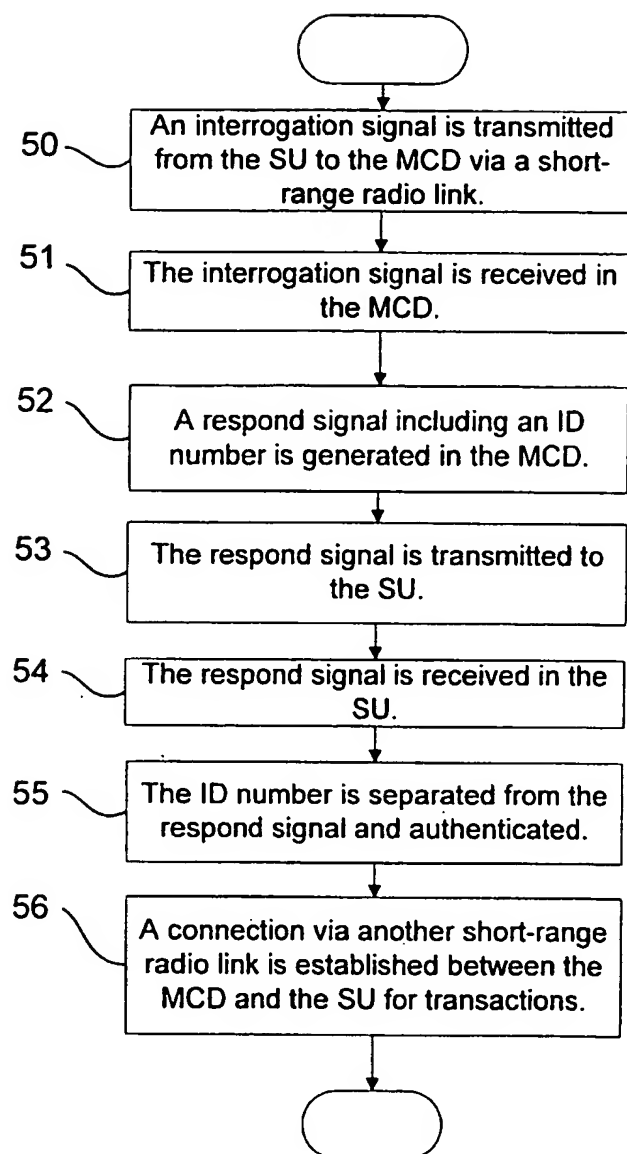 50
An interrogation signal is transmitted
from the SU to the MCD via a short-
range radio link.
51
The interrogation signal is received in
the MCD.
52
A respond signal including an ID
number is generated in the MCD.
53
The respond signal is transmitted to
the SU.
54
The respond signal is received in the
SU.
55
The ID number is separated from the
respond signal and authenticated.
56
A connection via another short-range
radio link is established between the
MCD and the SU for transactions.